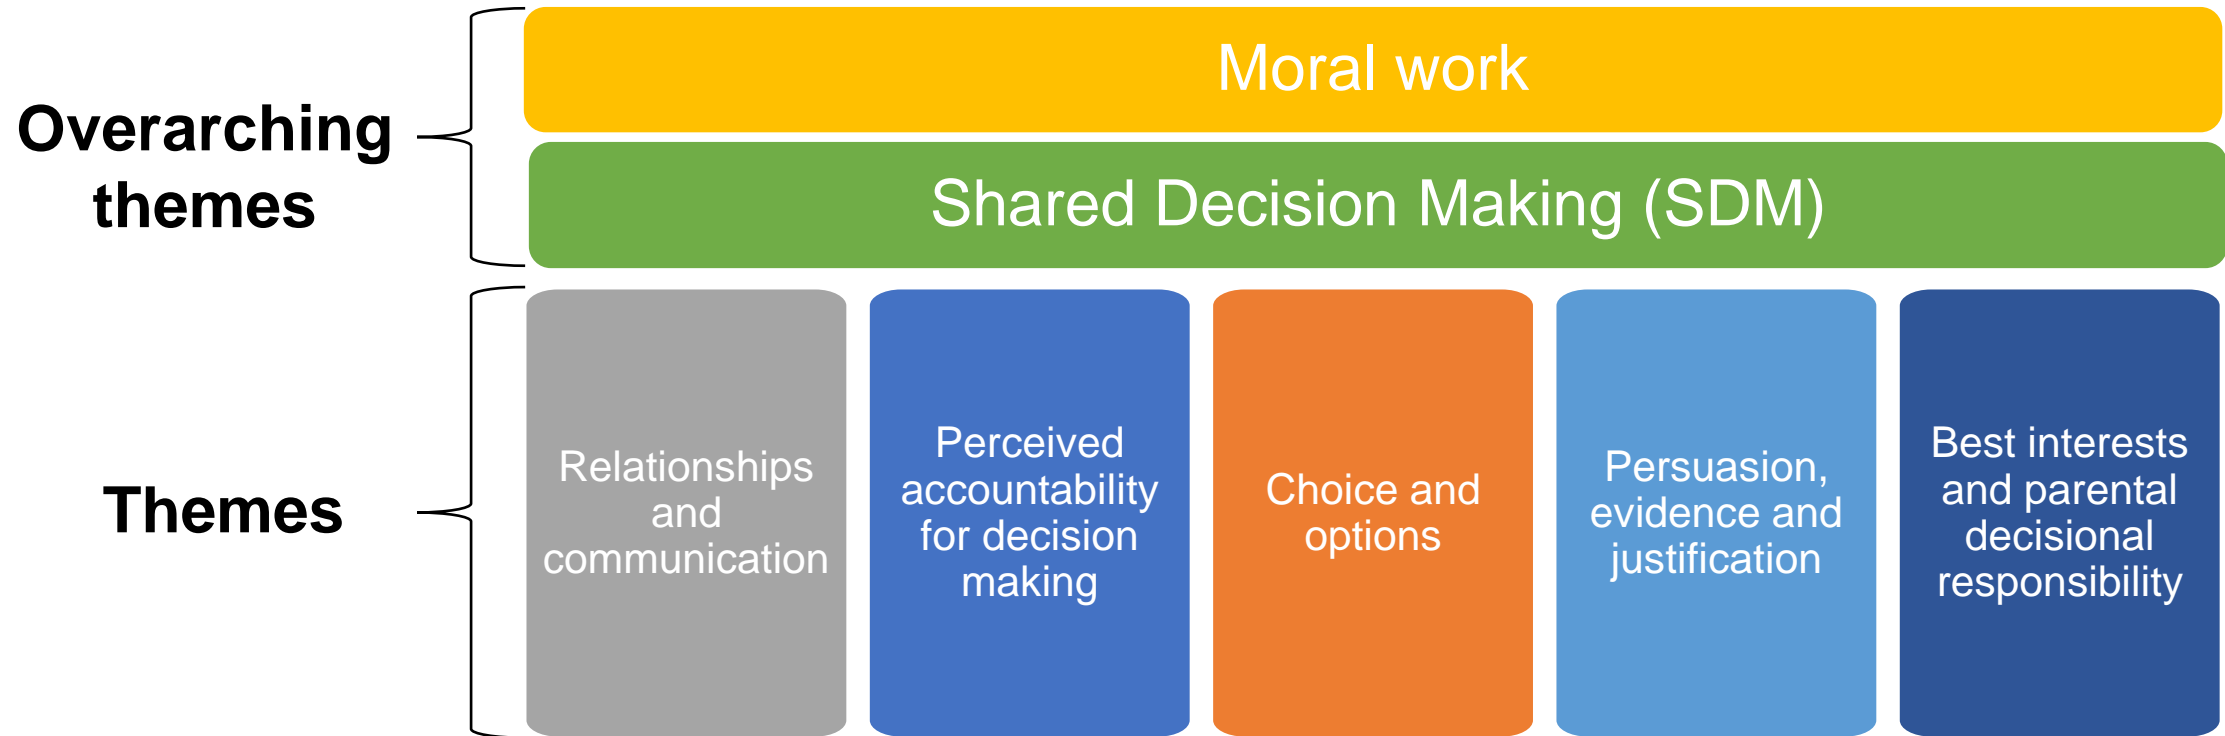 Overarching
themes
Moral work
Shared Decision Making (SDM)
Themes
Relationships
and
communication
Perceived
accountability
for decision
making
Choice and
options
Persuasion,
evidence and
justification
Best interests
and parental
decisional
responsibility